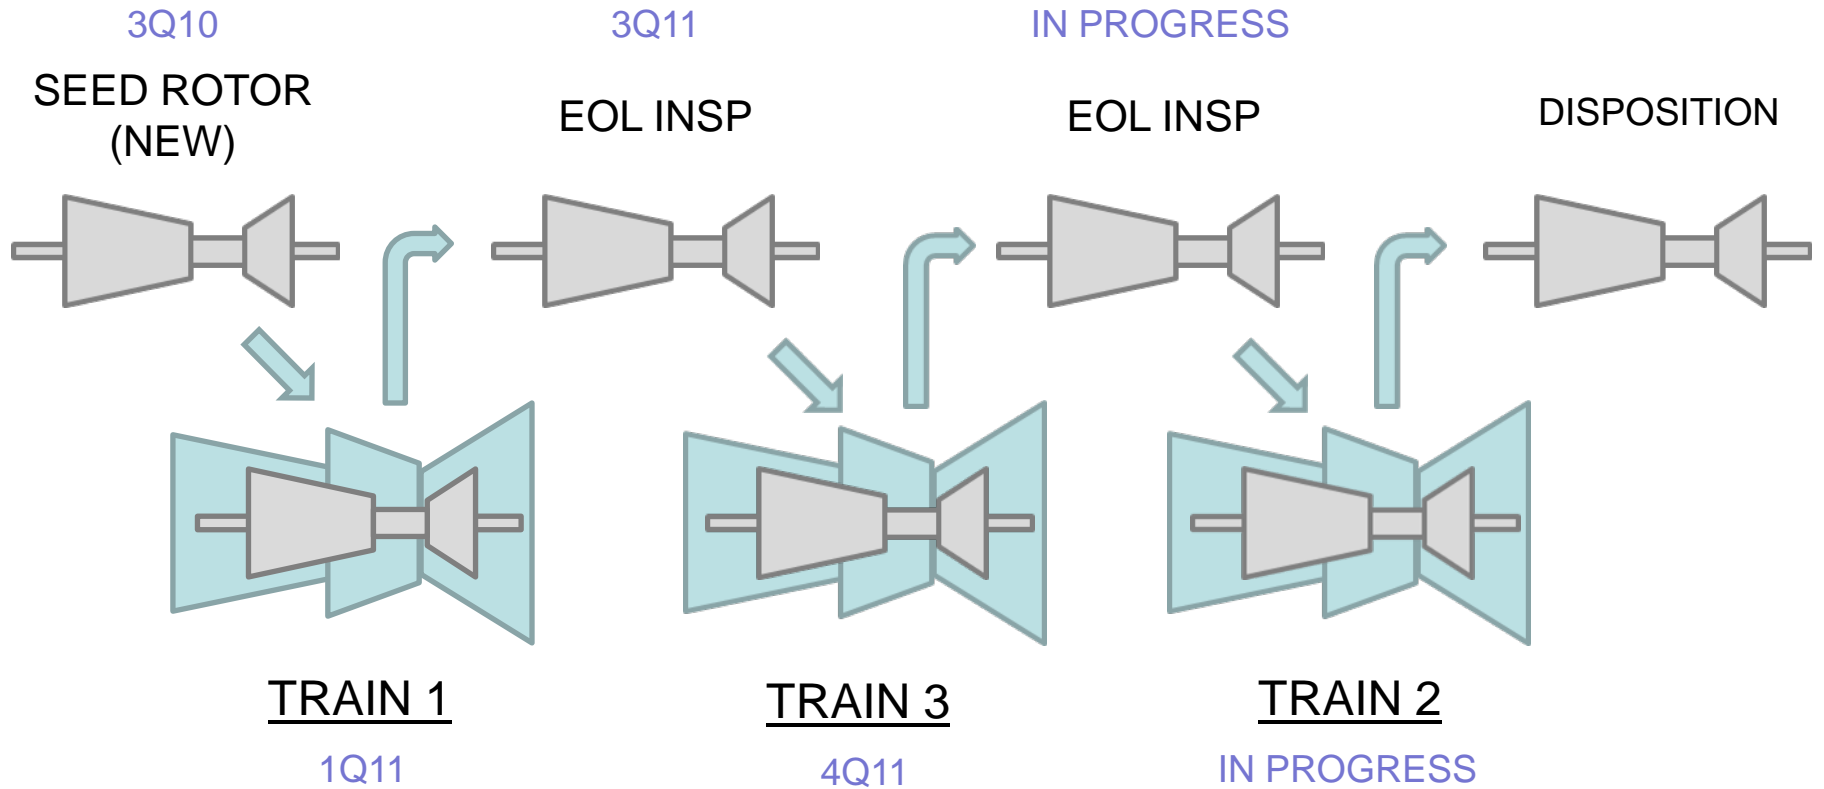 3Q10
3Q11
IN PROGRESS
SEED ROTOR
(NEW)
EOL INSP
EOL INSP
DISPOSITION
TRAIN 1
TRAIN 3
TRAIN 2
1Q11
4Q11
IN PROGRESS